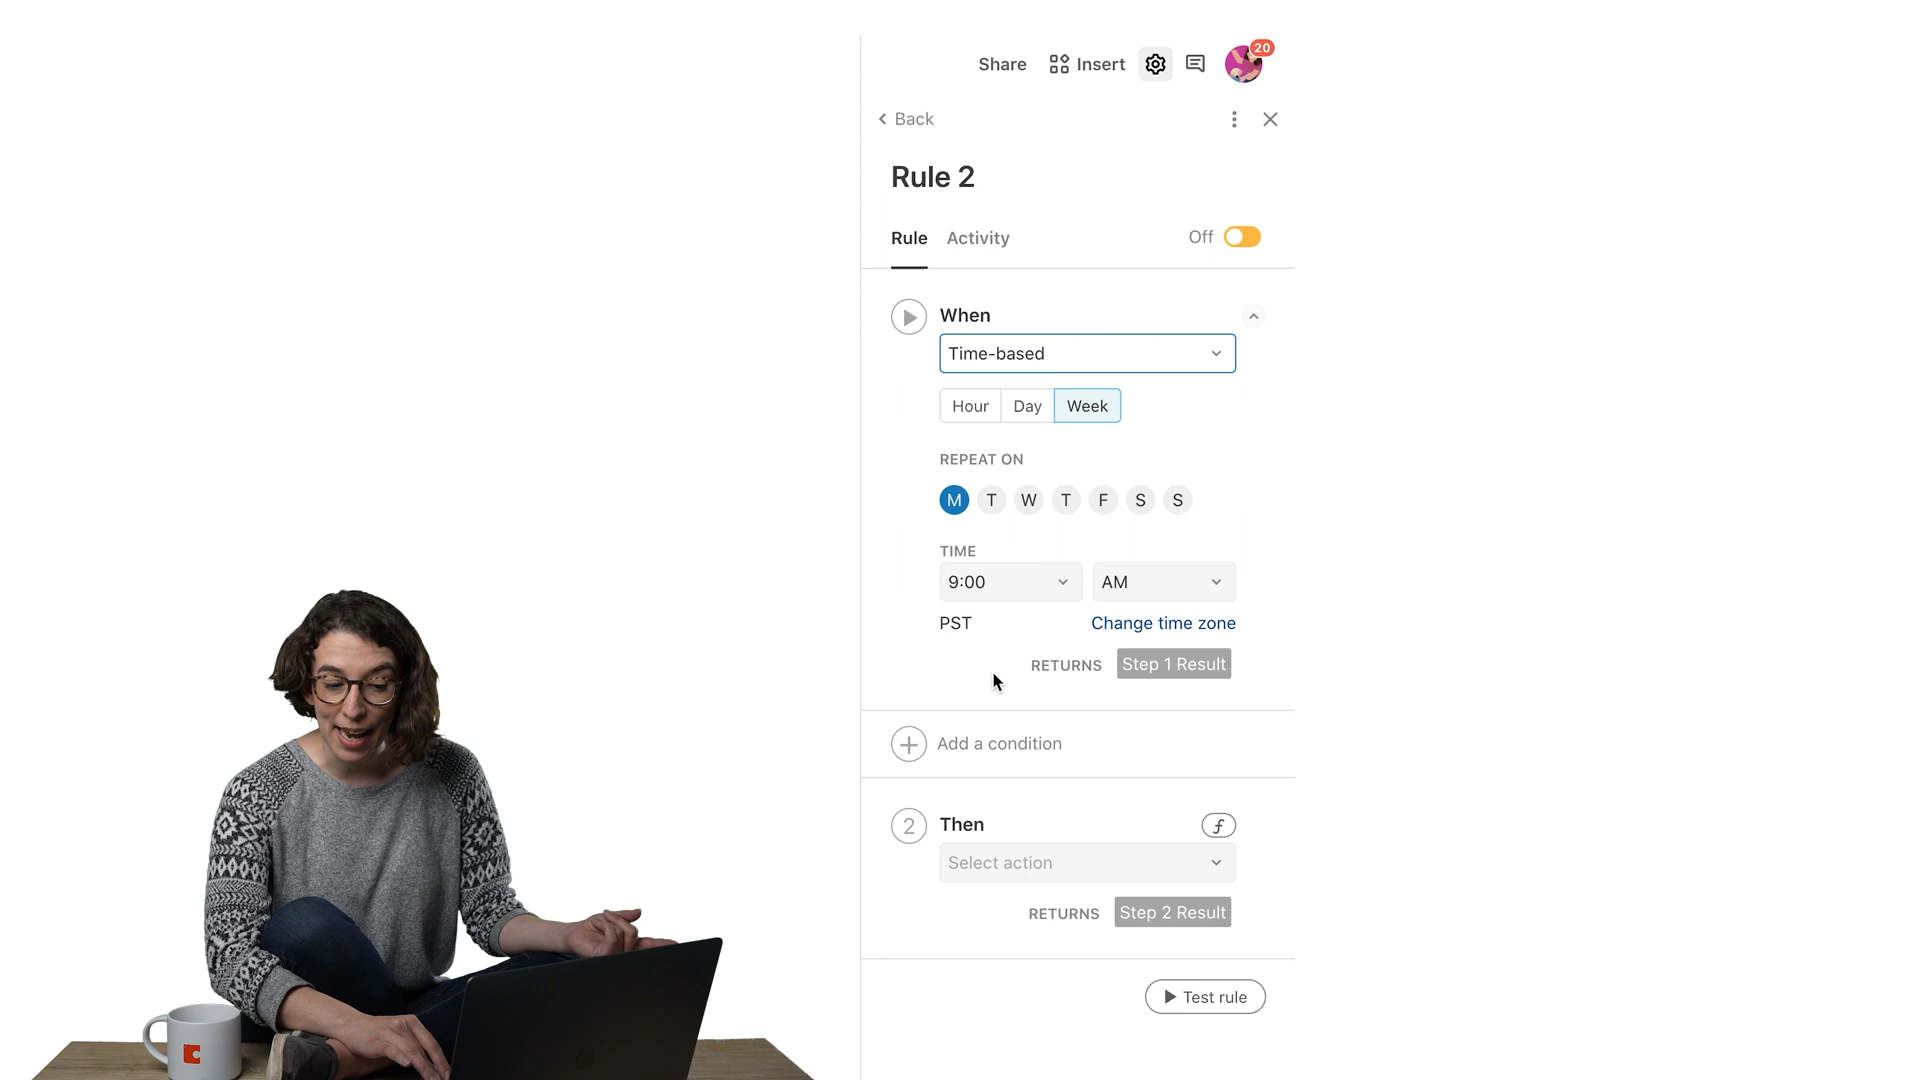 Share Insert 20
Back
Rule 2
Rule Activity Off
When
Time-based
Hour Day Week
REPEAT ON
M T W T F S S
TIME
9:00 AM
PST Change time zone
RETURNS Step 1 Result
Add a condition
2 Then f
Select action
RETURNS Step 2 Result
Test rule